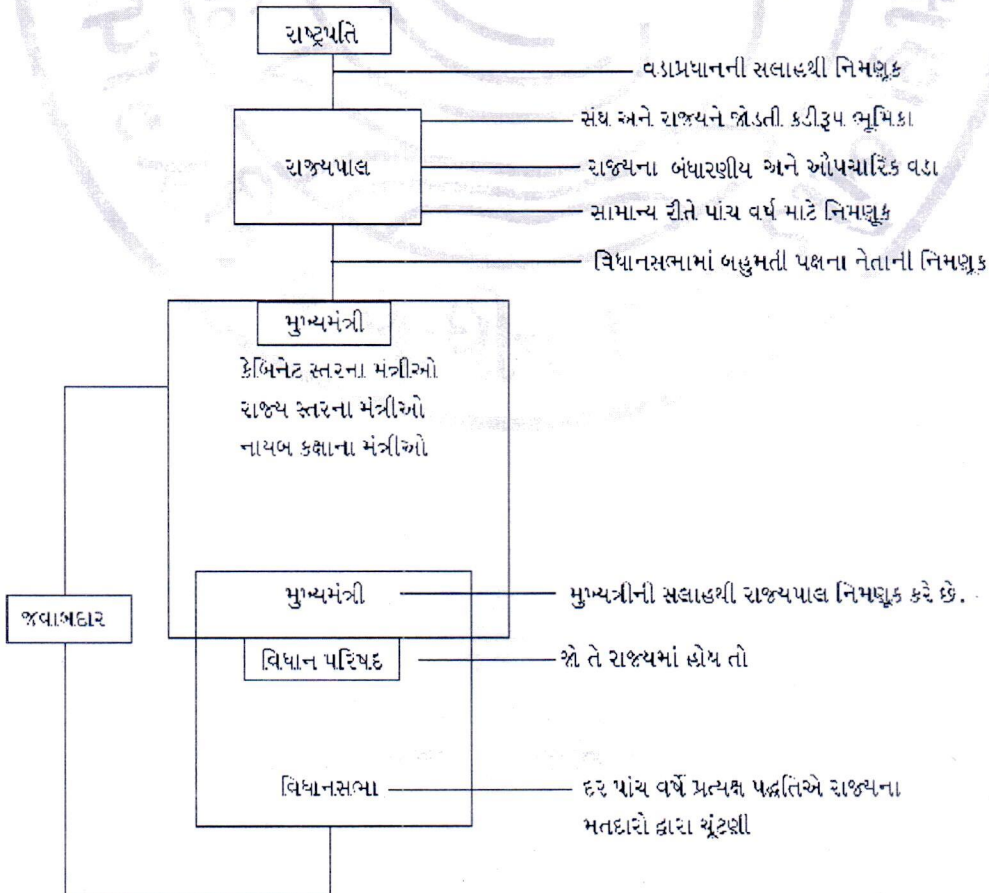 રાષ્ટ્રપતિ
વડાપ્રધાનની સલાહથી નિમણૂક
સંઘ અને રાજ્યને જોડતી કડીરૂપ ભૂમિકા
રાજ્યપાલ
રાજ્યના બંધારણીય અને ઔપચારિક વડા
સામાન્ય રીતે પાંચ વર્ષ માટે નિમણૂક
વિધાનસભામાં બહુમતી પક્ષના નેતાની નિમણૂક
મુખ્યમંત્રી
કેબિનેટ સ્તરના મંત્રીઓ
રાજ્ય સ્તરના મંત્રીઓ
નાયબ કક્ષાના મંત્રીઓ
મુખ્યમંત્રી
મુખ્યત્રીની સલાહથી રાજ્યપાલ નિમણૂક કરે છે.
જવાબદાર
વિધાન પરિષદ
જો તે રાજ્યમાં હોય તો
વિધાનસભા
દર પાંચ વર્ષે પ્રત્યક્ષ પદ્ધતિએ રાજ્યના
મતદારો દ્વારા ચૂંટણી